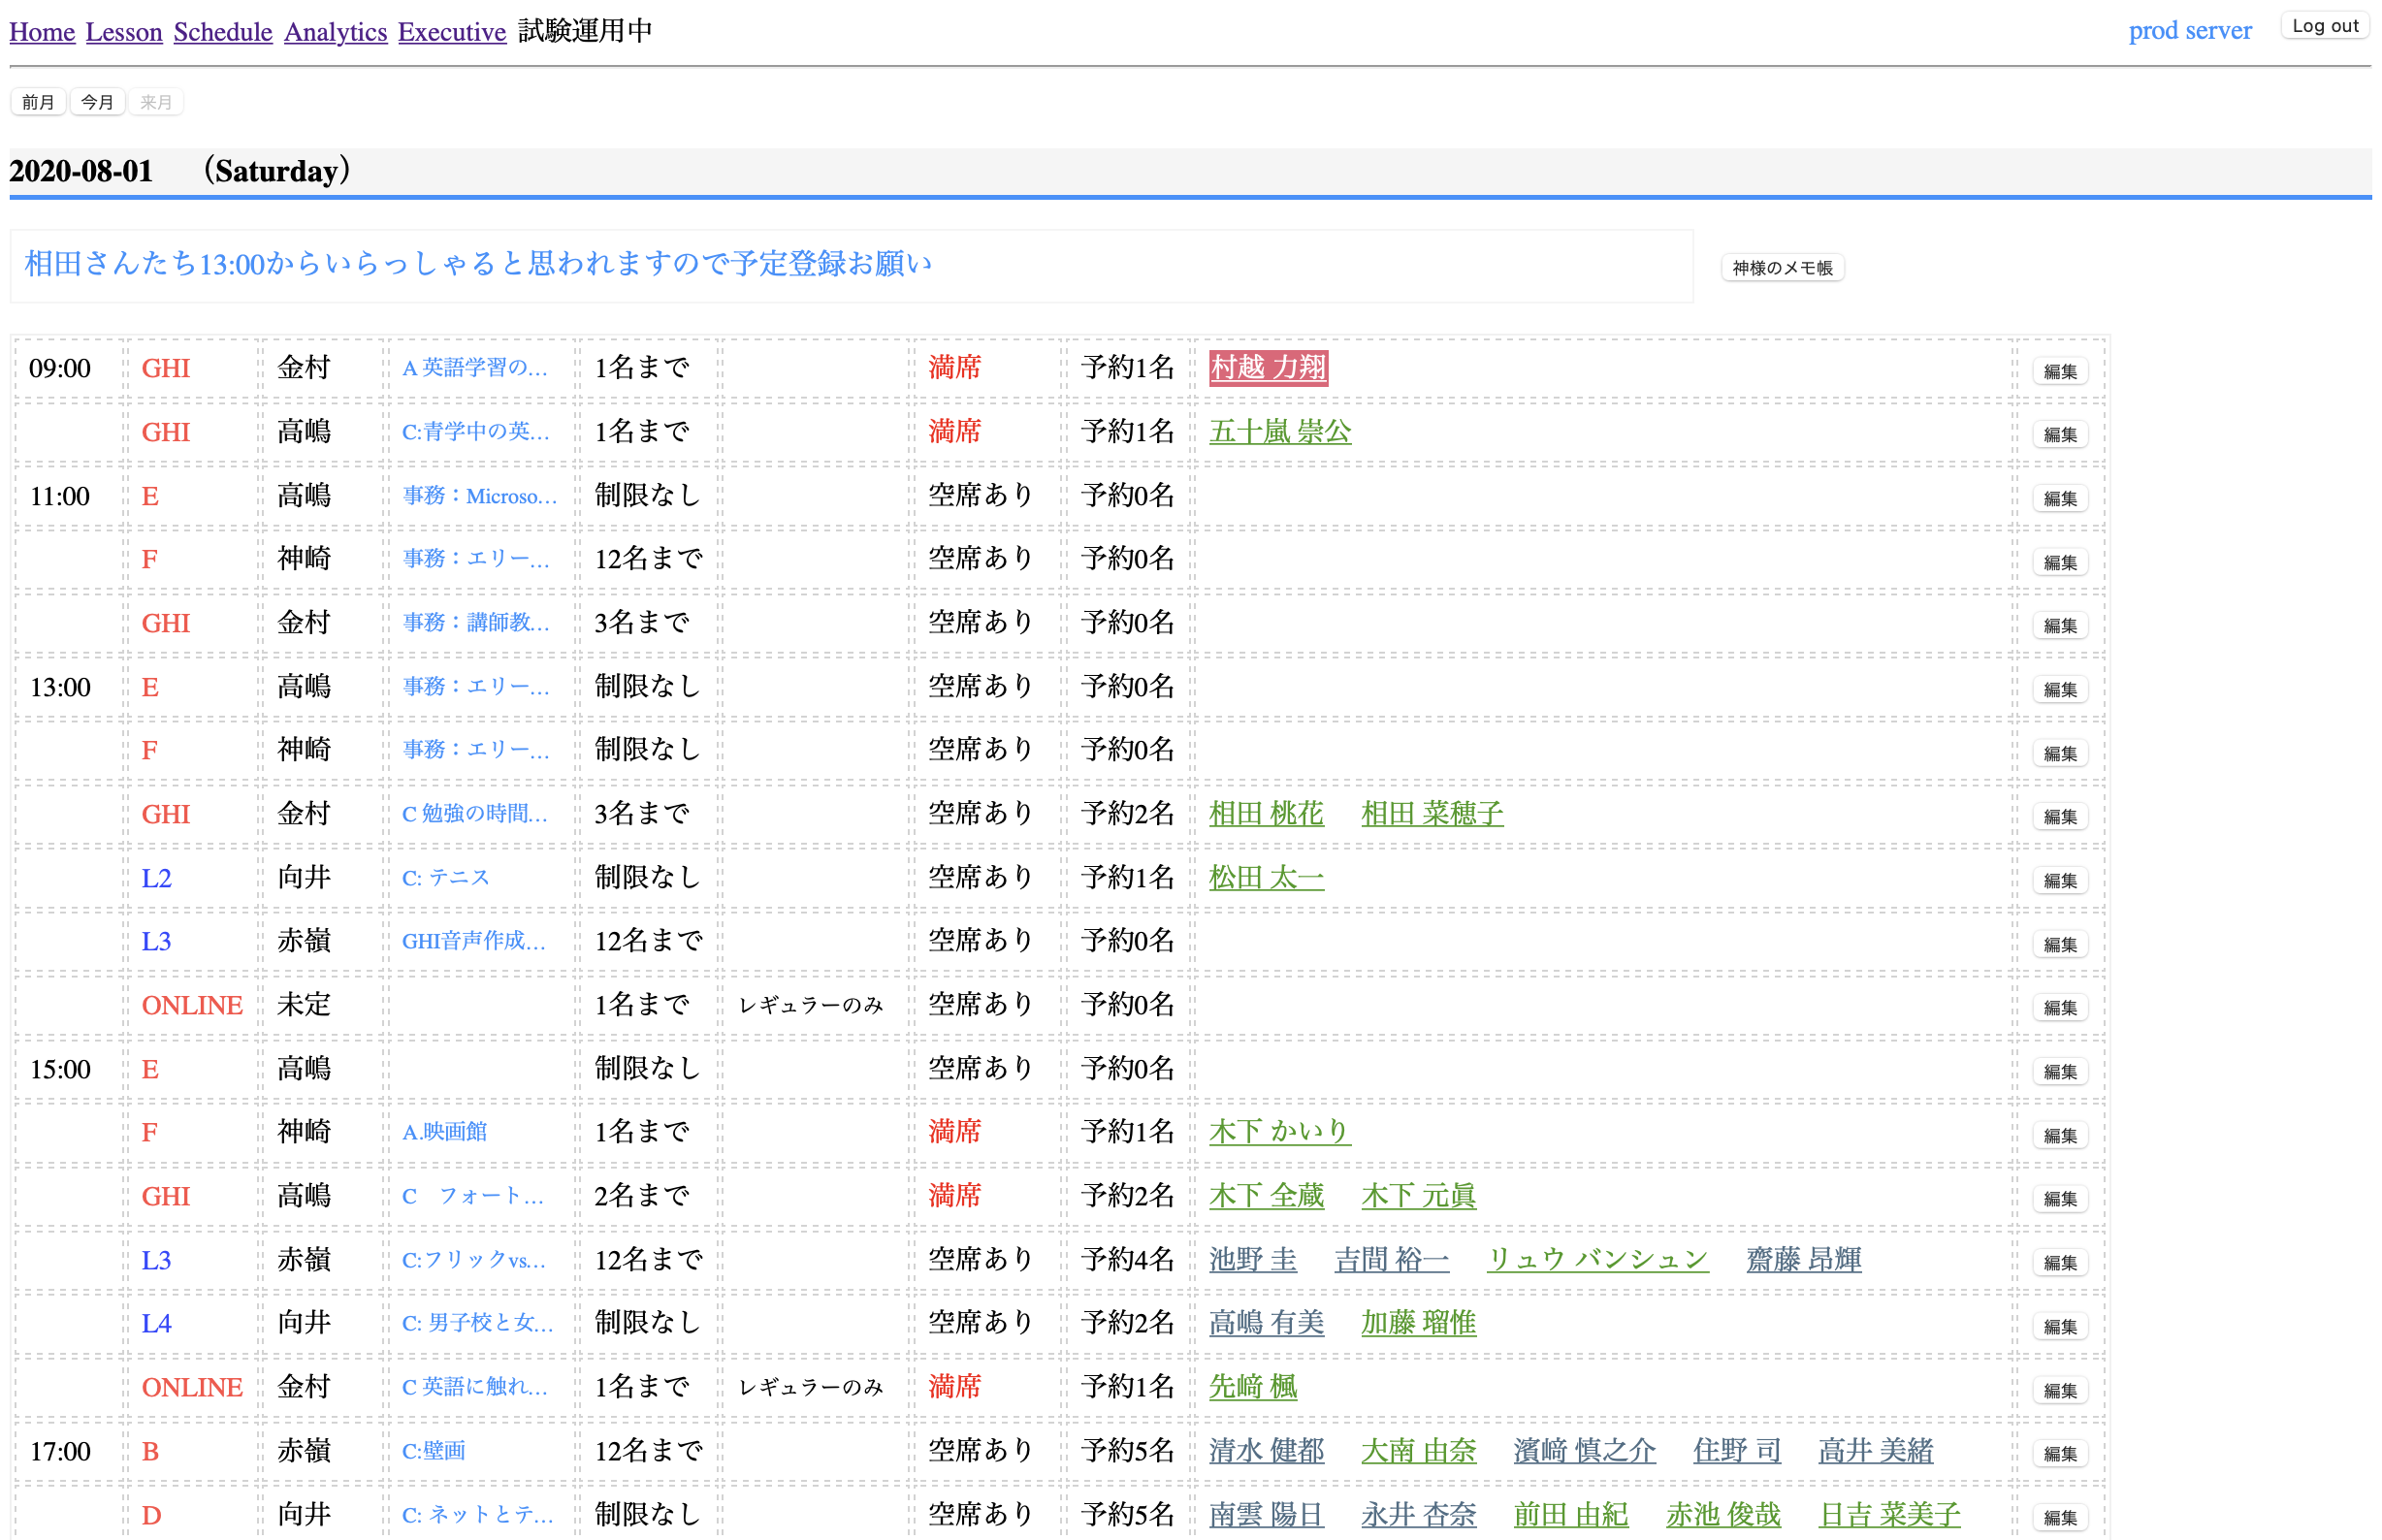 Home Lesson Schedule Analytics Executive 試験運用中 prod server Log out
前月 今月 来月
2020-08-01 （Saturday）
相田さんたち13:00からいらっしゃると思われますので予定登録お願い 神様のメモ帳
09:00 GHI 金村 A 英語学習の… 1名まで 満席 予約1名 村越 力翔 編集
GHI 高嶋 C:青学中の英… 1名まで 満席 予約1名 五十嵐 崇公 編集
11:00 E 高嶋 事務：Microso… 制限なし 空席あり 予約0名 編集
F 神崎 事務：エリー… 12名まで 空席あり 予約0名 編集
GHI 金村 事務：講師教… 3名まで 空席あり 予約0名 編集
13:00 E 高嶋 事務：エリー… 制限なし 空席あり 予約0名 編集
F 神崎 事務：エリー… 制限なし 空席あり 予約0名 編集
GHI 金村 C 勉強の時間… 3名まで 空席あり 予約2名 相田 桃花 相田 菜穂子 編集
L2 向井 C: テニス 制限なし 空席あり 予約1名 松田 太一 編集
L3 赤嶺 GHI音声作成… 12名まで 空席あり 予約0名 編集
ONLINE 未定 1名まで レギュラーのみ 空席あり 予約0名 編集
15:00 E 高嶋 制限なし 空席あり 予約0名 編集
F 神崎 A.映画館 1名まで 満席 予約1名 木下 かいり 編集
GHI 高嶋 C　フォート… 2名まで 満席 予約2名 木下 全蔵 木下 元眞 編集
L3 赤嶺 C:フリックvs… 12名まで 空席あり 予約4名 池野 圭 吉間 裕一 リュウ バンシュン 齋藤 昂輝 編集
L4 向井 C: 男子校と女… 制限なし 空席あり 予約2名 高嶋 有美 加藤 瑠惟 編集
ONLINE 金村 C 英語に触れ… 1名まで レギュラーのみ 満席 予約1名 先﨑 楓 編集
17:00 B 赤嶺 C:壁画 12名まで 空席あり 予約5名 清水 健都 大南 由奈 濱﨑 慎之介 住野 司 高井 美緒 編集
D 向井 C: ネットとテ… 制限なし 空席あり 予約5名 南雲 陽日 永井 杏奈 前田 由紀 赤池 俊哉 日吉 菜美子 編集